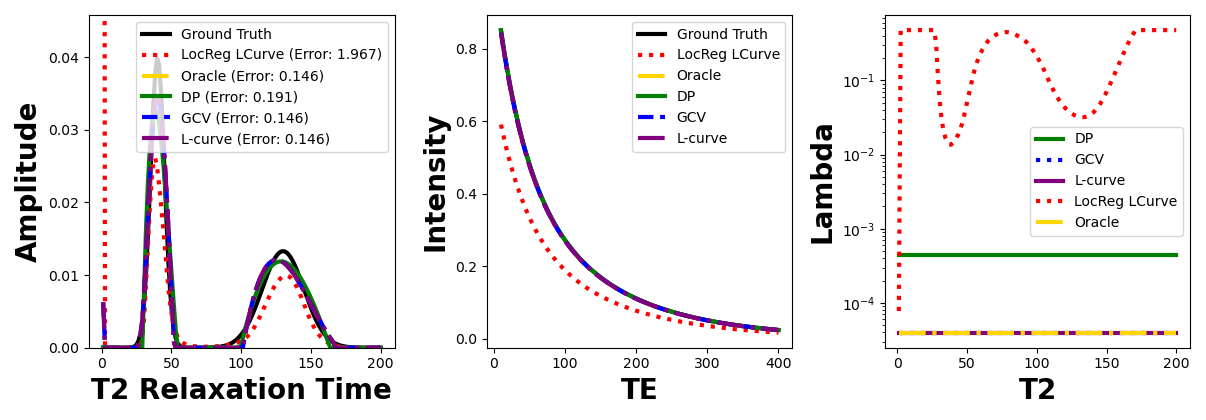 Amplitude
0.04
0.03
0.02
0.01
0.00
0
50
100
150
200
T2 Relaxation Time
Ground Truth
LocReg LCurve (Error: 1.967)
Oracle (Error: 0.146)
DP (Error: 0.191)
GCV (Error: 0.146)
L-curve (Error: 0.146)
Intensity
0.8
0.6
0.4
0.2
0.0
0
100
200
300
400
TE
Ground Truth
LocReg LCurve
Oracle
DP
GCV
L-curve
Lambda
10⁻¹
10⁻²
10⁻³
10⁻⁴
0
50
100
150
200
T2
DP
GCV
L-curve
LocReg LCurve
Oracle